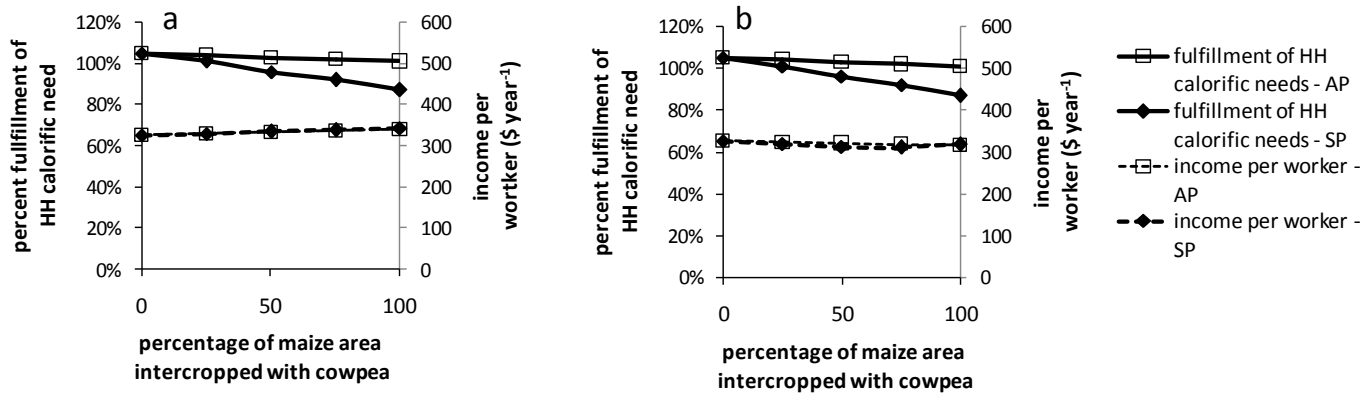 a
120%
100%
80%
60%
40%
20%
0%
percent fulfillment of
HH calorific need
600
500
400
300
200
100
0
income per
wortker ($ year-1)
0 50 100
percentage of maize area
intercropped with cowpea
b
120%
100%
80%
60%
40%
20%
0%
percent fulfillment of
HH calorific need
600
500
400
300
200
100
0
income per
worker ($ year-1)
0 50 100
percentage of maize area
intercropped with cowpea
fulfillment of HH
calorific needs - AP
fulfillment of HH
calorific needs - SP
income per worker -
AP
income per worker -
SP